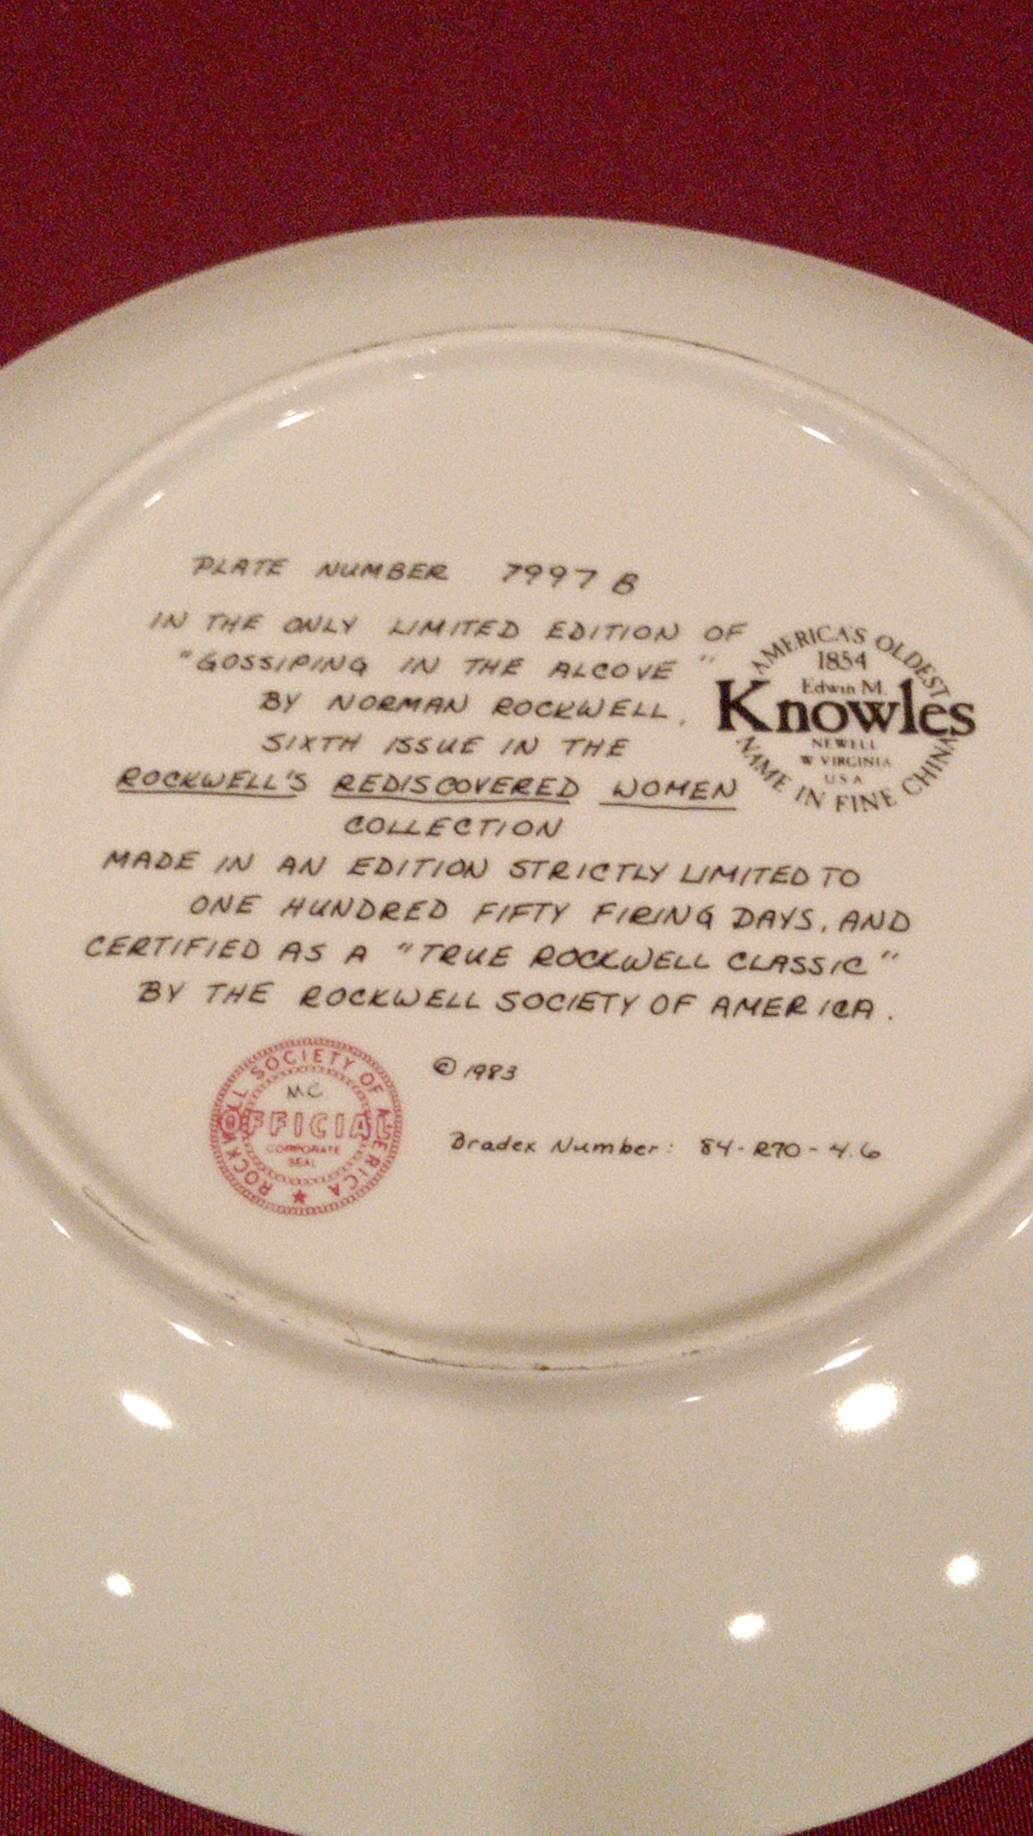 PLATE NUMBER 7997 B
IN THE ONLY LIMITED EDITION OF
"GOSSIPING IN THE ALCOVE"
BY NORMAN ROCKWELL,
SIXTH ISSUE IN THE
ROCKWELL'S REDISCOVERED WOMEN
COLLECTION
MADE IN AN EDITION STRICTLY LIMITED TO
ONE HUNDRED FIFTY FIRING DAYS, AND
CERTIFIED AS A "TRUE ROCKWELL CLASSIC"
BY THE ROCKWELL SOCIETY OF AMERICA.
AMERICA'S OLDEST
1854
Edwin M.
Knowles
NEWELL
W VIRGINIA
U.S.A
NAME IN FINE CHINA
ROCKWELL SOCIETY OF AMERICA
MC
OFFICIAL
CORPORATE
SEAL
© 1983
Bradex Number: 84-R70-4.6